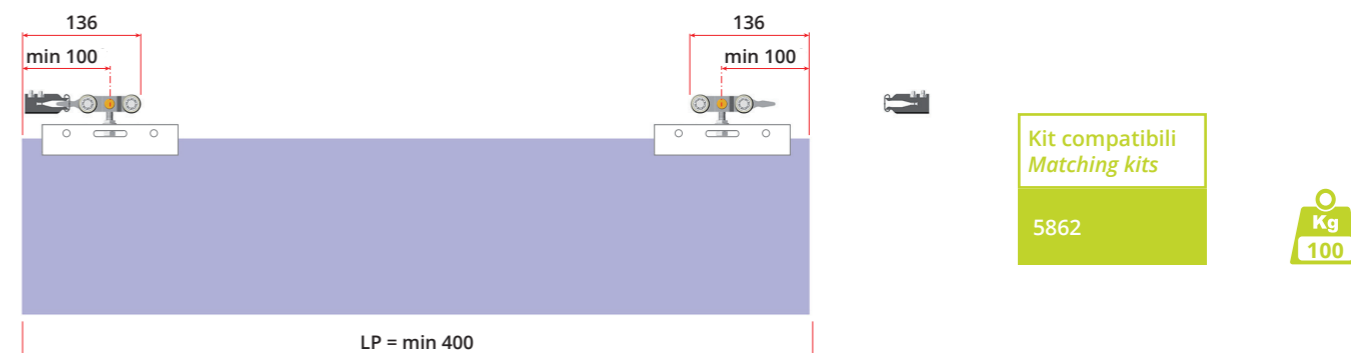 136
136
min 100
min 100
Kit compatibili
Matching kits
5862
Kg
100
LP = min 400